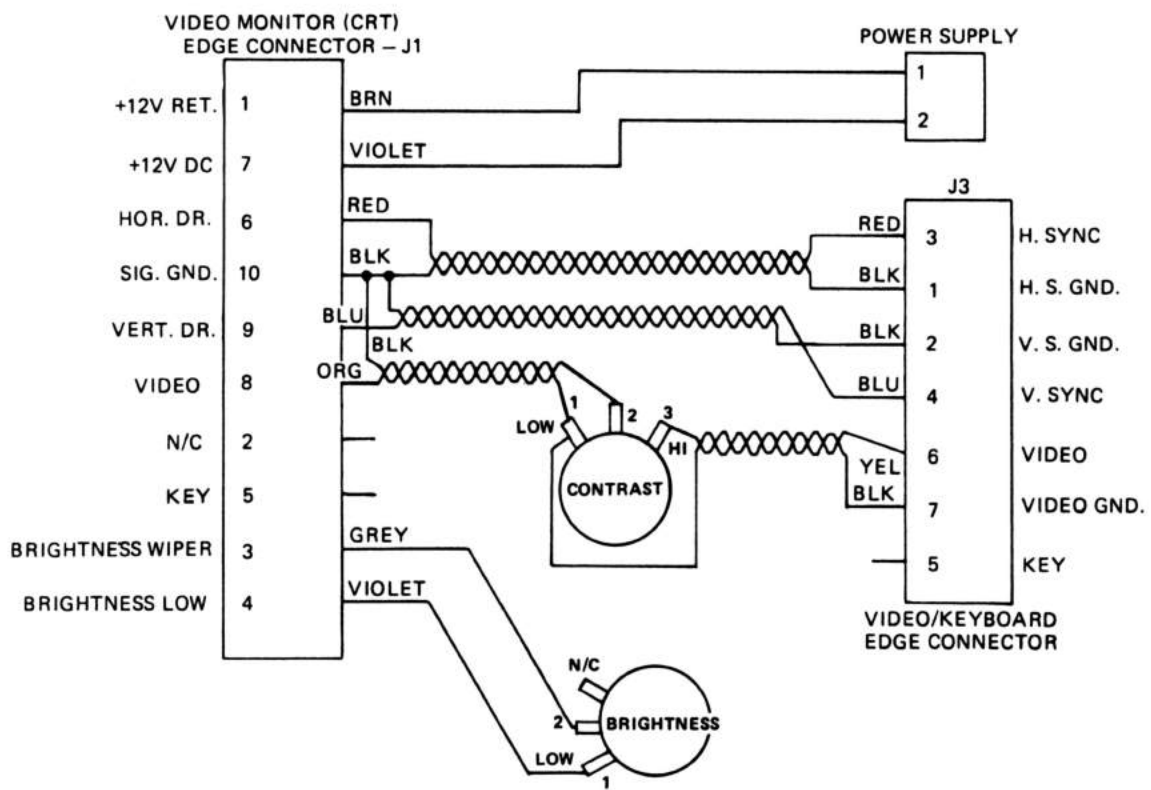 VIDEO MONITOR (CRT)
EDGE CONNECTOR – J1
POWER SUPPLY
1
2
+12V RET.
1
BRN
+12V DC
7
VIOLET
HOR. DR.
6
RED
SIG. GND.
10
BLK
VERT. DR.
9
BLU
BLK
VIDEO
8
ORG
N/C
2
KEY
5
BRIGHTNESS WIPER
3
GREY
BRIGHTNESS LOW
4
VIOLET
J3
RED
3
H. SYNC
BLK
1
H. S. GND.
BLK
2
V. S. GND.
BLU
4
V. SYNC
YEL
6
VIDEO
BLK
7
VIDEO GND.
5
KEY
VIDEO/KEYBOARD
EDGE CONNECTOR
1
LOW
2
3
HI
CONTRAST
N/C
2
BRIGHTNESS
LOW
1